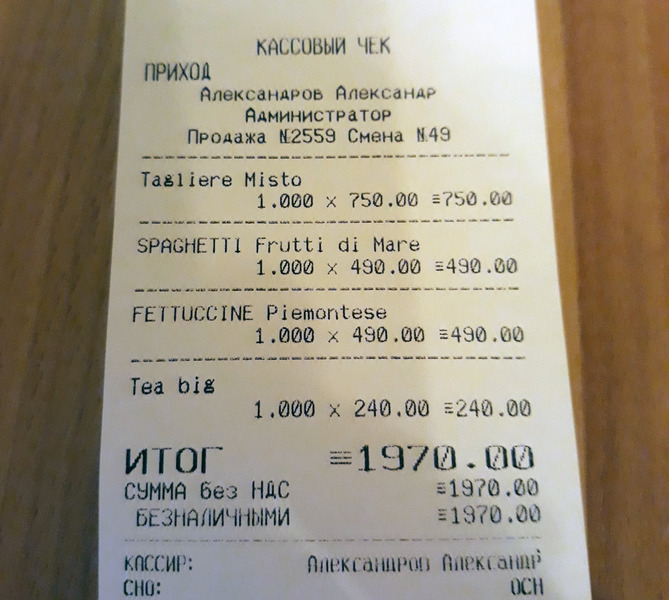 КАССОВЫЙ ЧЕК
ПРИХОД
Александров Александр
Администратор
Продажа №2559 Смена №49
Tagliere Misto
1.000 x 750.00 ≡750.00
SPAGHETTI Frutti di Mare
1.000 x 490.00 ≡490.00
FETTUCCINE Piemontese
1.000 x 490.00 ≡490.00
Tea big
1.000 x 240.00 ≡240.00
ИТОГ ≡1970.00
СУММА без НДС ≡1970.00
БЕЗНАЛИЧНЫМИ ≡1970.00
КАССИР: Александров Александр
СНО: ОСН